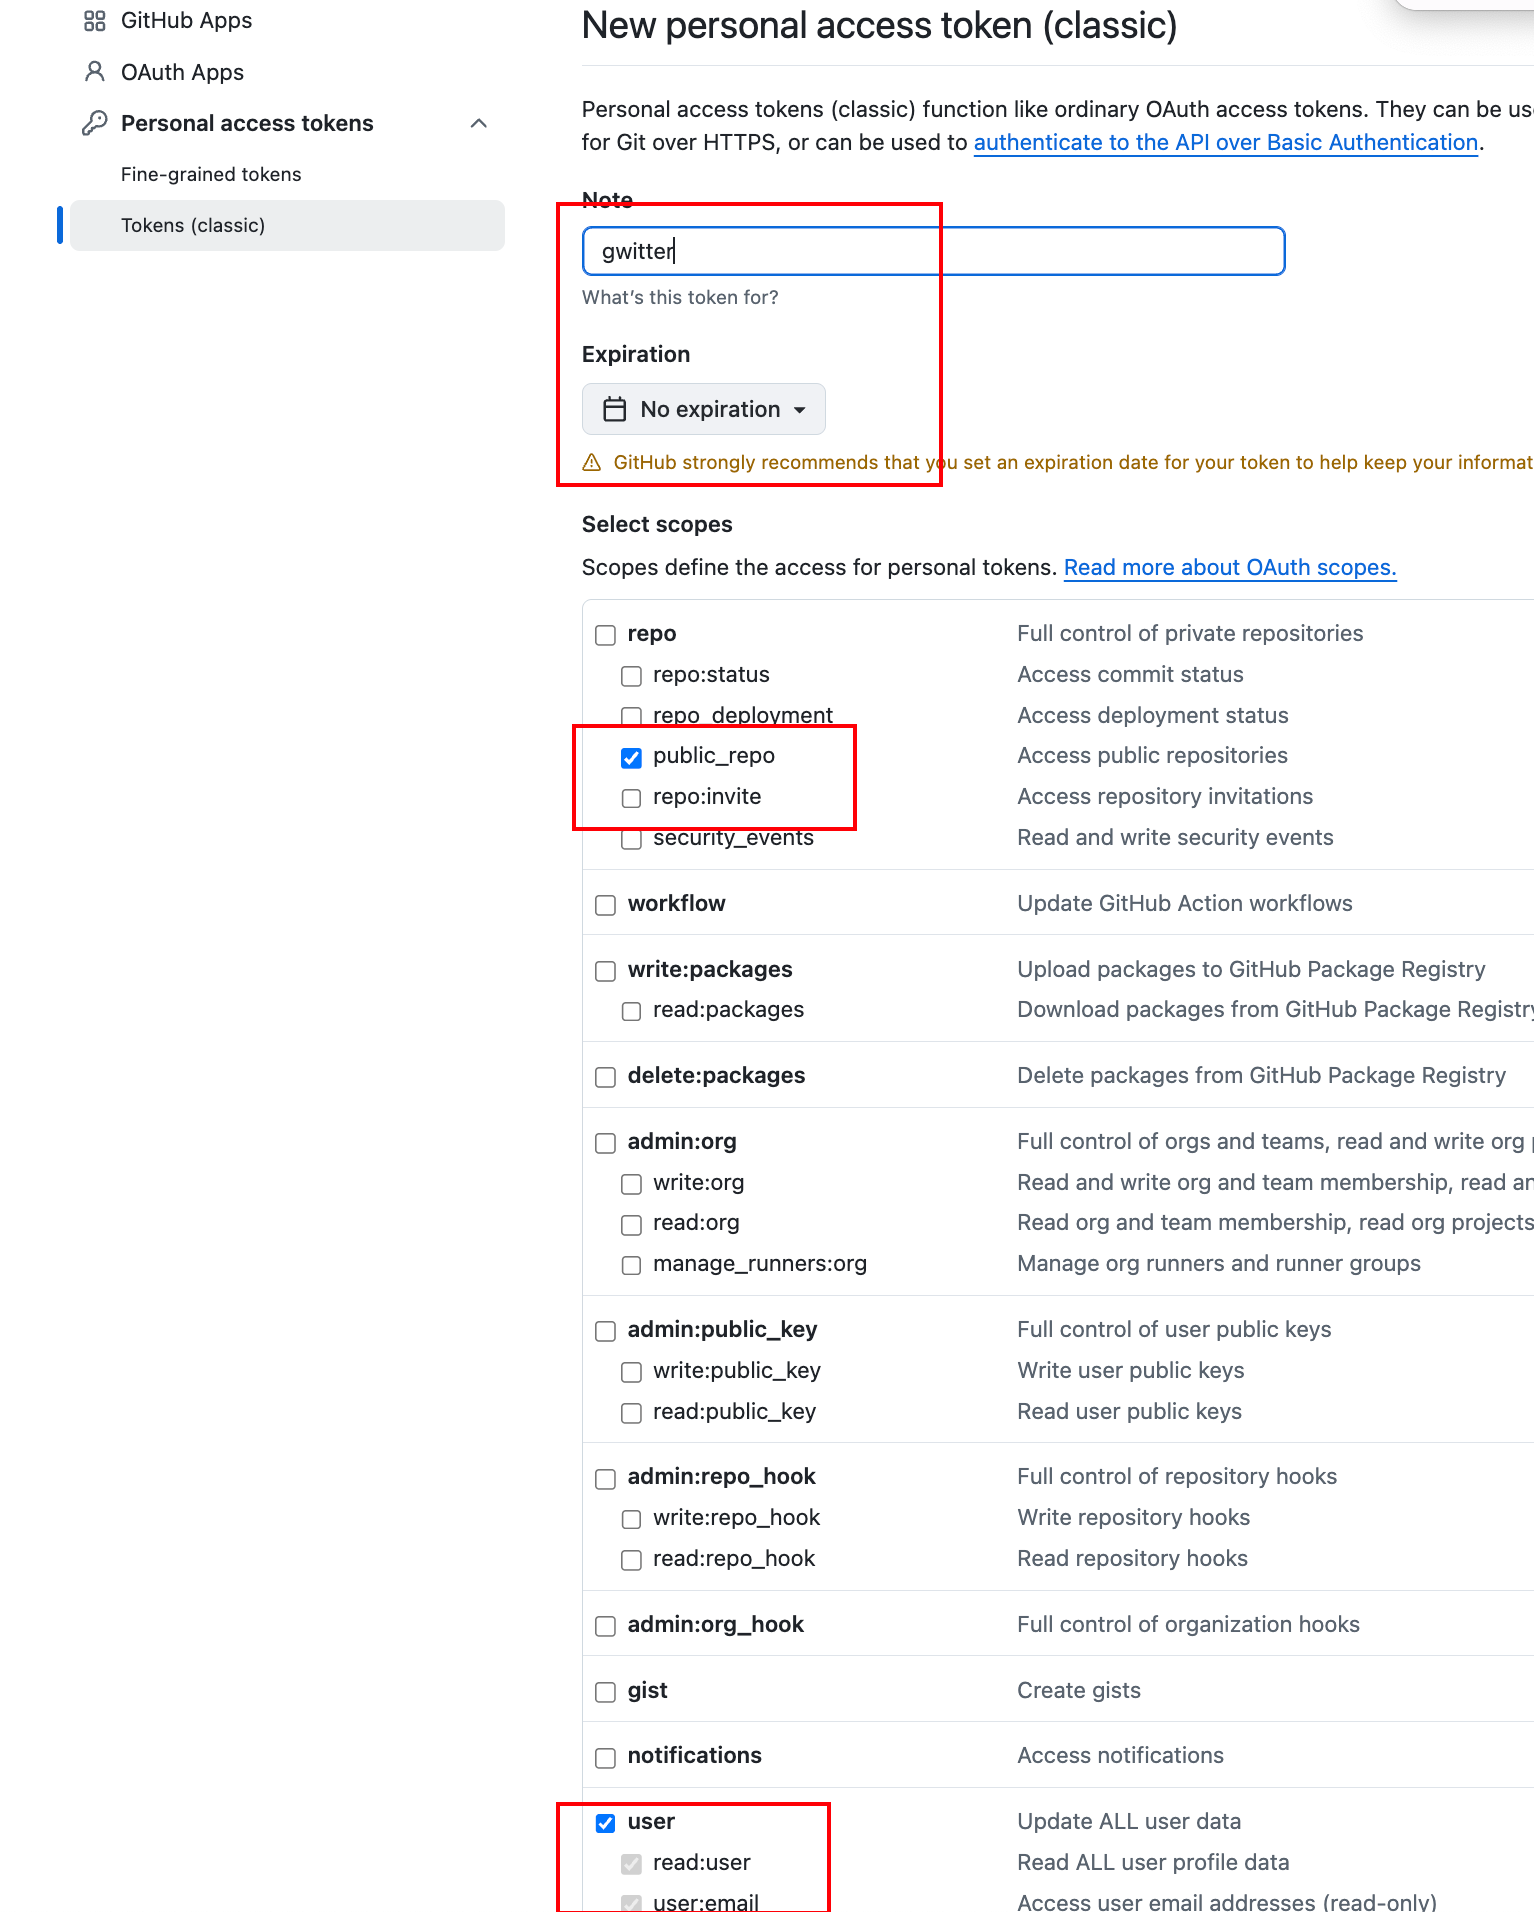 GitHub Apps
OAuth Apps
Personal access tokens
Fine-grained tokens
Tokens (classic)
New personal access token (classic)
Personal access tokens (classic) function like ordinary OAuth access tokens. They can be
for Git over HTTPS, or can be used to authenticate to the API over Basic Authentication.
Note
gwitter
What's this token for?
Expiration
No expiration
GitHub strongly recommends that you set an expiration date for your token to help keep your
Select scopes
Scopes define the access for personal tokens. Read more about OAuth scopes.
repo Full control of private repositories
repo:status Access commit status
repo_deployment Access deployment status
public_repo Access public repositories
repo:invite Access repository invitations
security_events Read and write security events
workflow Update GitHub Action workflows
write:packages Upload packages to GitHub Package Registry
read:packages Download packages from GitHub Package Registry
delete:packages Delete packages from GitHub Package Registry
admin:org Full control of orgs and teams, read and write org
write:org Read and write org and team membership, read
read:org Read org and team membership, read org projects
manage_runners:org Manage org runners and runner groups
admin:public_key Full control of user public keys
write:public_key Write user public keys
read:public_key Read user public keys
admin:repo_hook Full control of repository hooks
write:repo_hook Write repository hooks
read:repo_hook Read repository hooks
admin:org_hook Full control of organization hooks
gist Create gists
notifications Access notifications
user Update ALL user data
read:user Read ALL user profile data
user:email Access user email addresses (read-only)